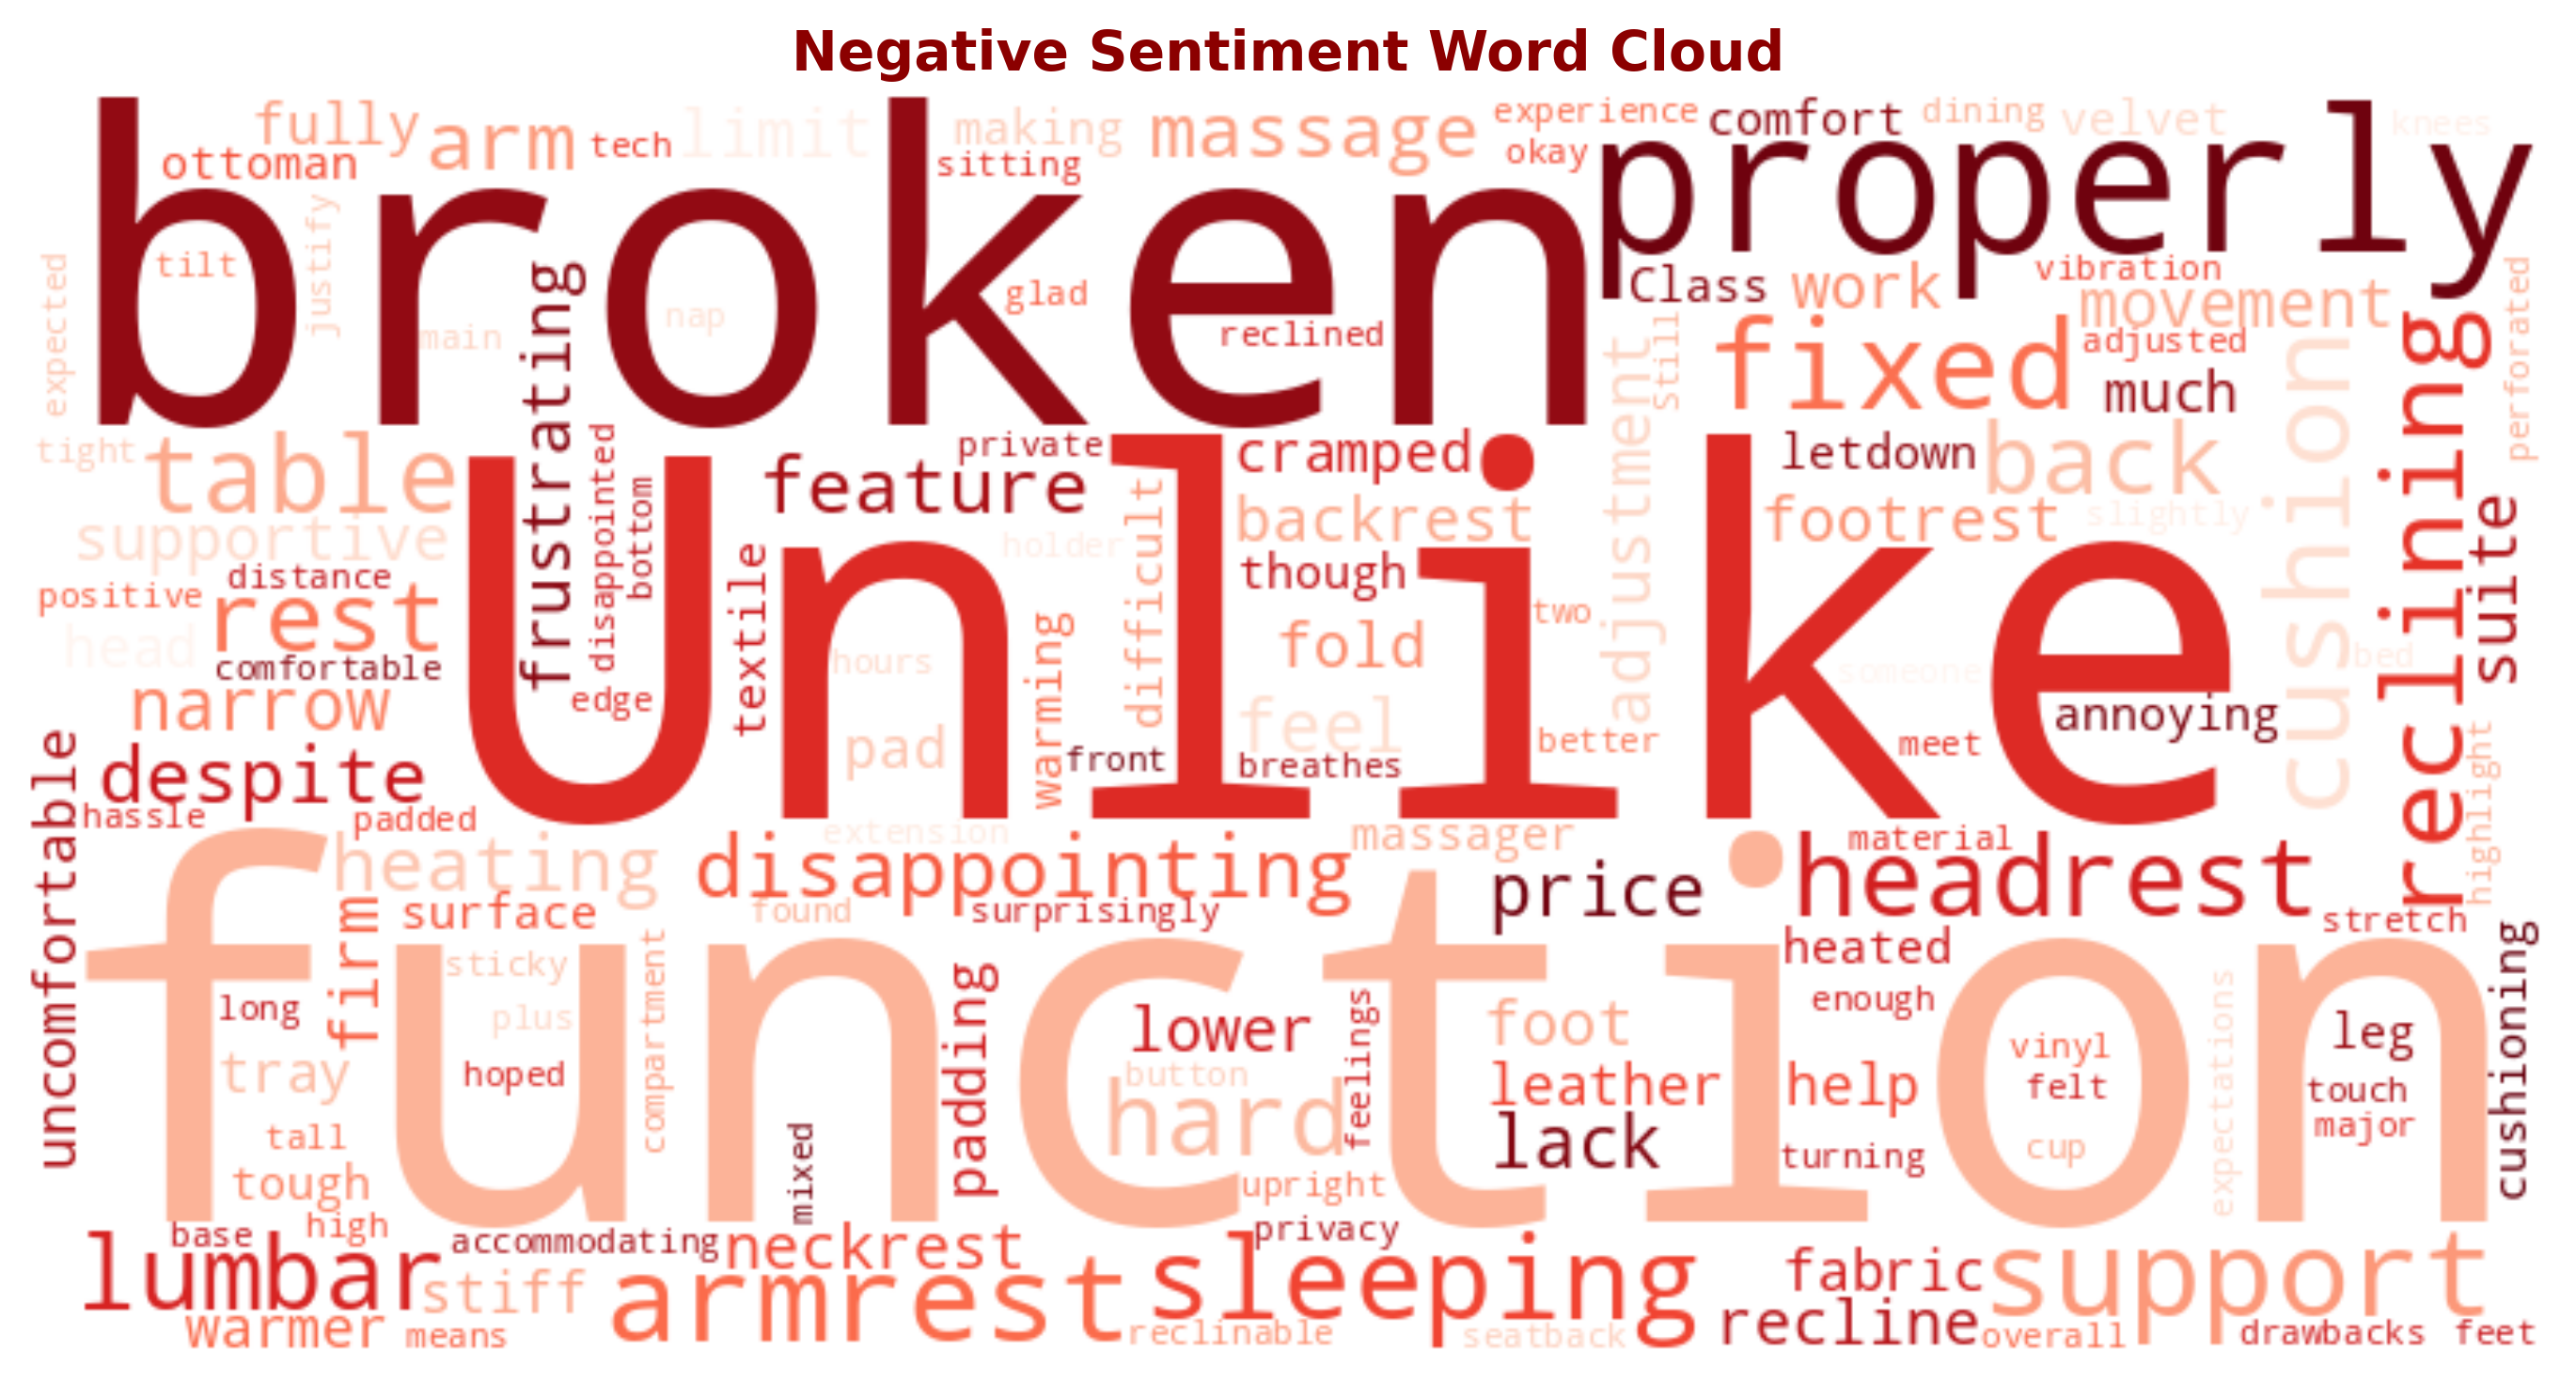 Negative Sentiment Word Cloud
fully
arm
tech
limit
making
massage
experience
comfort
dining
velvet
knees
ottoman
sitting
okay
properly
broken
tilt
justify
expected
main
nap
glad
reclined
frustrating
Class
work
vibration
movement
perforated
still
fixed
adjusted
much
cushion
reclining
adjustment
tight
table
private
cramped
letdown
back
feature
disappointed
bottom
backrest
footrest
slightly
suite
supportive
Unlike
holder
difficult
though
distance
positive
rest
textile
two
head
comfortable
hours
warming
fold
someone
bed
narrow
edge
pad
feel
better
meet
annoying
despite
front
breathes
highlight
uncomfortable
hassle
padded
extension
massager
material
heating
disappointing
price
headrest
firm
surface
found
surprisingly
stretch
function
sticky
heated
cushioning
long
plus
compartment
padding
lower
feelings
foot
enough
expectations
leg
tray
hoped
button
hard
leather
help
vinyl
felt
touch
major
tall
mixed
lack
turning
cup
tough
upright
base
high
accommodating
neckrest
privacy
lumbar
stiff
armrest
sleeping
fabric
support
warmer
means
reclinable
seatback
recline
overall
drawbacks
feet